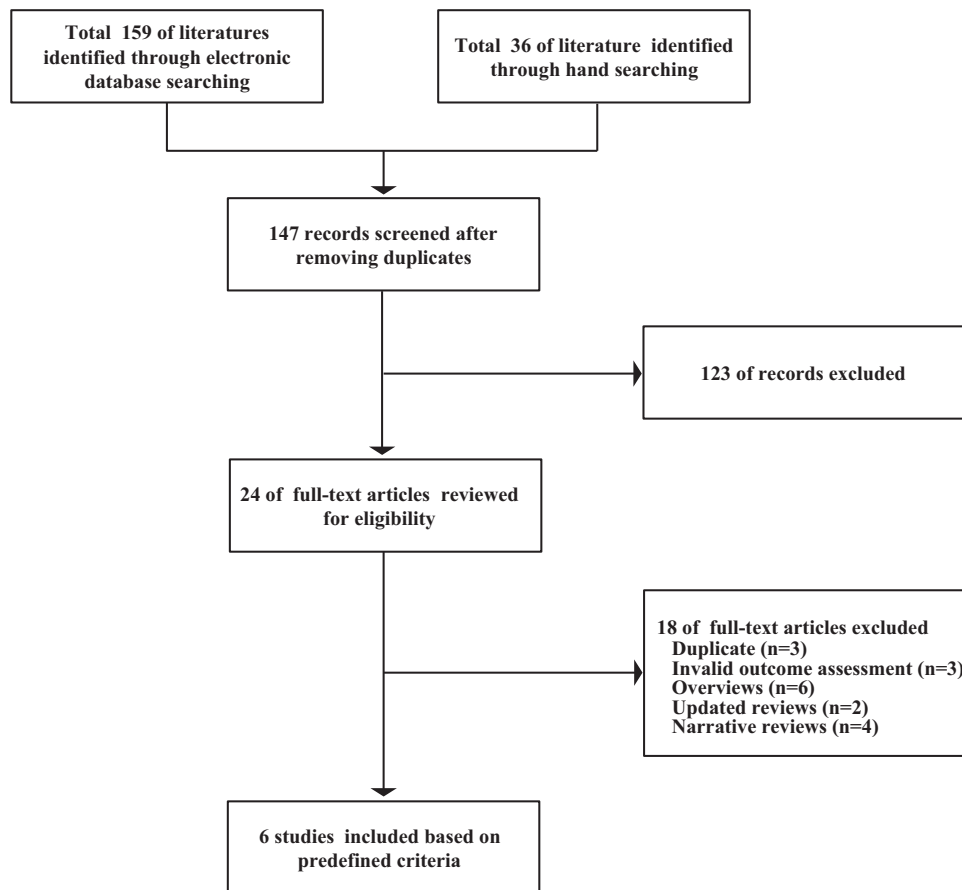 Total 159 of literatures
identified through electronic
database searching
Total 36 of literature identified
through hand searching
147 records screened after
removing duplicates
123 of records excluded
24 of full-text articles reviewed
for eligibility
18 of full-text articles excluded
Duplicate (n=3)
Invalid outcome assessment (n=3)
Overviews (n=6)
Updated reviews (n=2)
Narrative reviews (n=4)
6 studies included based on
predefined criteria